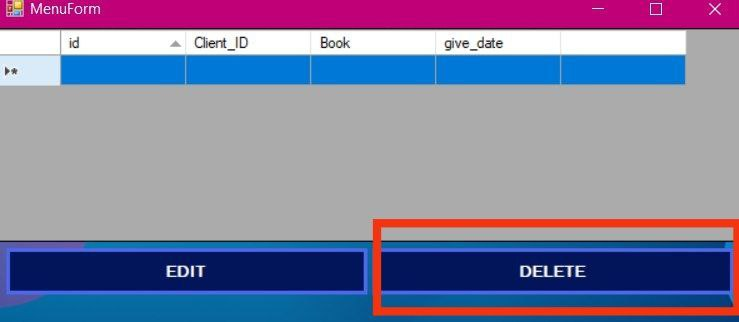 MenuForm
id Client_ID Book give_date
EDIT DELETE